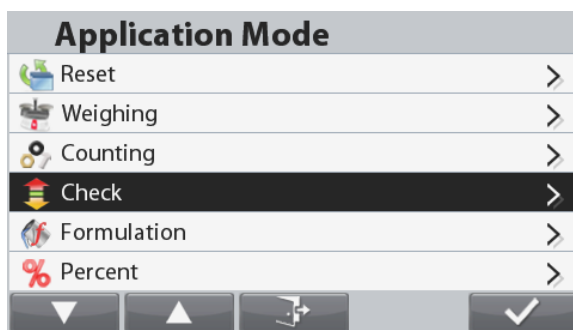 Application Mode
Reset
Weighing
Counting
Check
Formulation
Percent